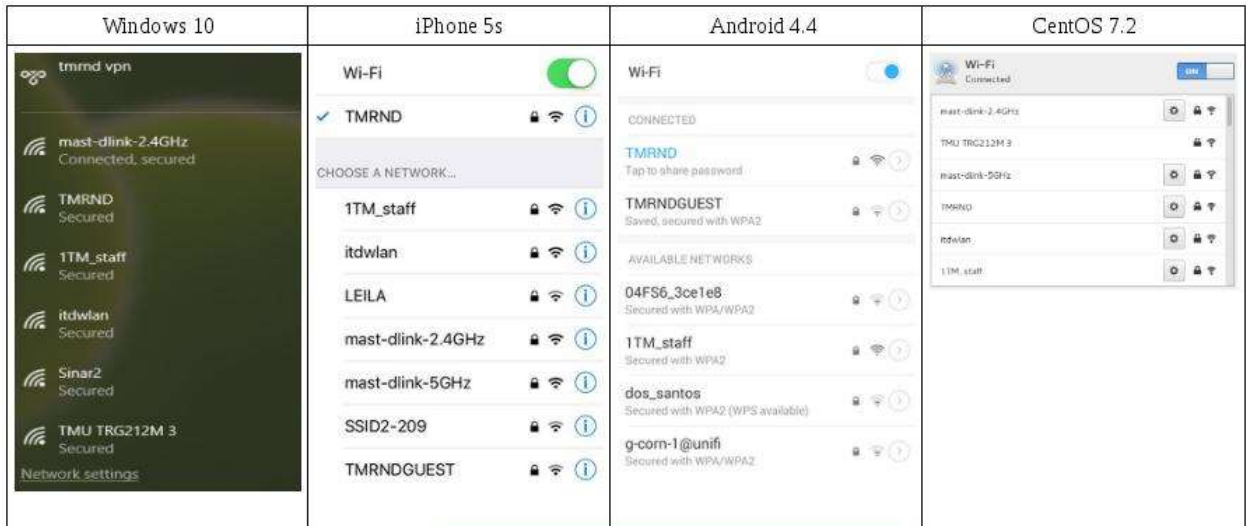 Windows 10
iPhone 5s
Android 4.4
CentOS 7.2
tmrnd vpn
mast-dlink-2.4GHz
Connected, secured
TMRND
Secured
1TM_staff
Secured
itdwlan
Secured
Sinar2
Secured
TMU TRG212M 3
Secured
Network settings
Wi-Fi
TMRND
CHOOSE A NETWORK...
1TM_staff
itdwlan
LEILA
mast-dlink-2.4GHz
mast-dlink-5GHz
SSID2-209
TMRNDGUEST
Wi-Fi
CONNECTED
TMRND
Tap to share password
TMRNDGUEST
Saved, secured with WPA2
AVAILABLE NETWORKS
04FS6_3ce1e8
Secured with WPA/WPA2
1TM_staff
Secured with WPA2
dos_santos
Secured with WPA2 (WPS available)
g-corn-1@unifi
Secured with WPA/WPA2
Wi-Fi
Connected
ON
mast-dlink-2.4GHz
TMU TRG212M 3
mast-dlink-5GHz
TMRND
itdwlan
1TM_staff